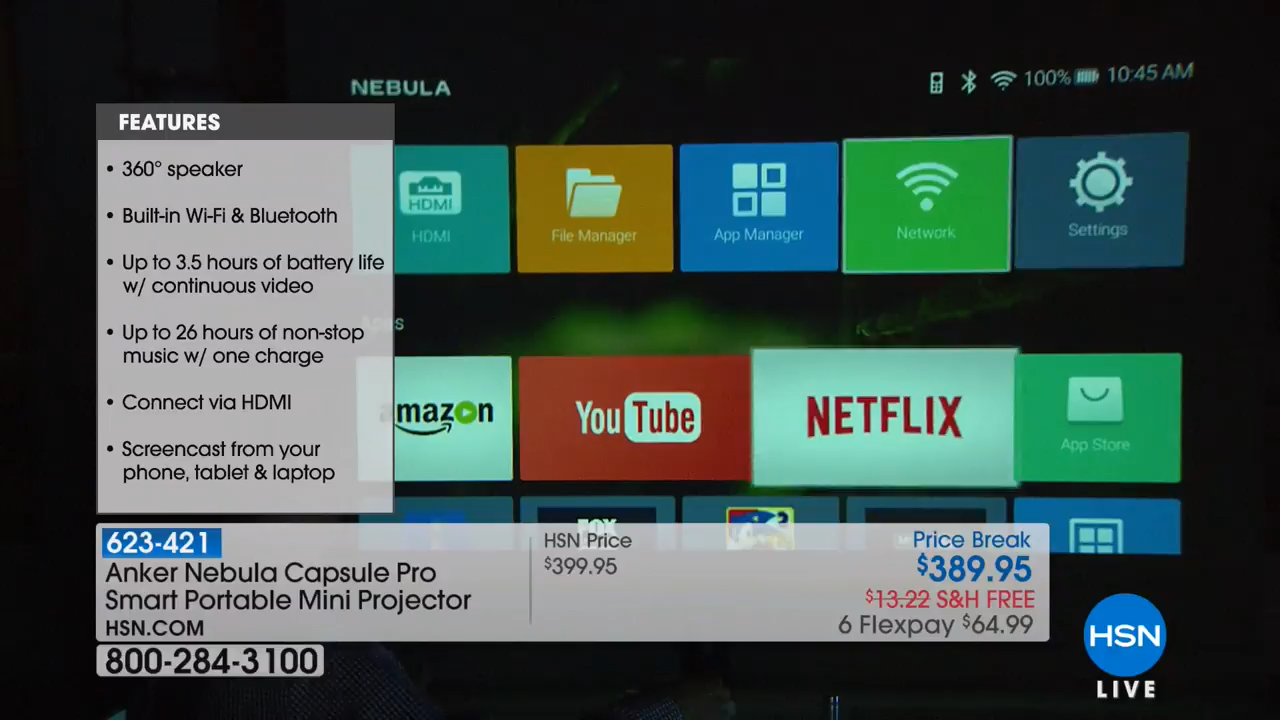 NEBULA
100%
10:45 AM
FEATURES
• 360° speaker
• Built-in Wi-Fi & Bluetooth
• Up to 3.5 hours of battery life
w/ continuous video
• Up to 26 hours of non-stop
music w/ one charge
• Connect via HDMI
• Screencast from your
phone, tablet & laptop
HDMI
HDMI
File Manager
App Manager
Network
Settings
Apps
amazon
YouTube
NETFLIX
App Store
FOX
623-421
Anker Nebula Capsule Pro
Smart Portable Mini Projector
HSN.COM
HSN Price
$399.95
Price Break
$389.95
$13.22 S&H FREE
6 Flexpay $64.99
800-284-3100
HSN
LIVE